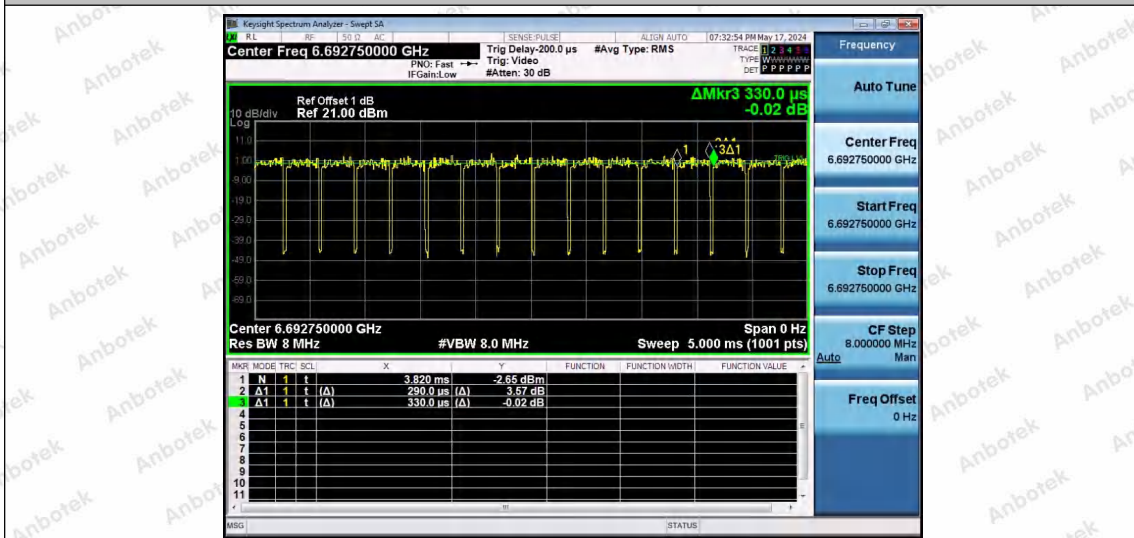 Keysight Spectrum Analyzer - Swept SA
RL RF 50 Ω AC SENSE:PULSE ALIGN AUTO 07:32:54 PM May 17, 2024
Center Freq 6.692750000 GHz
PNO: Fast
IFGain:Low
Trig Delay-200.0 µs
Trig: Video
#Atten: 30 dB
#Avg Type: RMS
TRACE 1 2 3 4 5 6
TYPE W
DET P P P P P P
Ref Offset 1 dB
10 dB/div Ref 21.00 dBm
Log
ΔMkr3 330.0 µs
-0.02 dB
11.0
1.00
-9.00
-19.0
-29.0
-39.0
-49.0
-59.0
-69.0
1
3Δ1
Center 6.692750000 GHz Span 0 Hz
Res BW 8 MHz #VBW 8.0 MHz Sweep 5.000 ms (1001 pts)
MKR MODE TRC SCL X Y FUNCTION FUNCTION WIDTH FUNCTION VALUE
1 N 1 t 3.820 ms -2.65 dBm
2 Δ1 1 t (Δ) 290.0 µs (Δ) 3.57 dB
3 Δ1 1 t (Δ) 330.0 µs (Δ) -0.02 dB
4
5
6
7
8
9
10
11
MSG STATUS
Frequency
Auto Tune
Center Freq
6.692750000 GHz
Start Freq
6.692750000 GHz
Stop Freq
6.692750000 GHz
CF Step
8.000000 MHz
Auto Man
Freq Offset
0 Hz
Anbotek